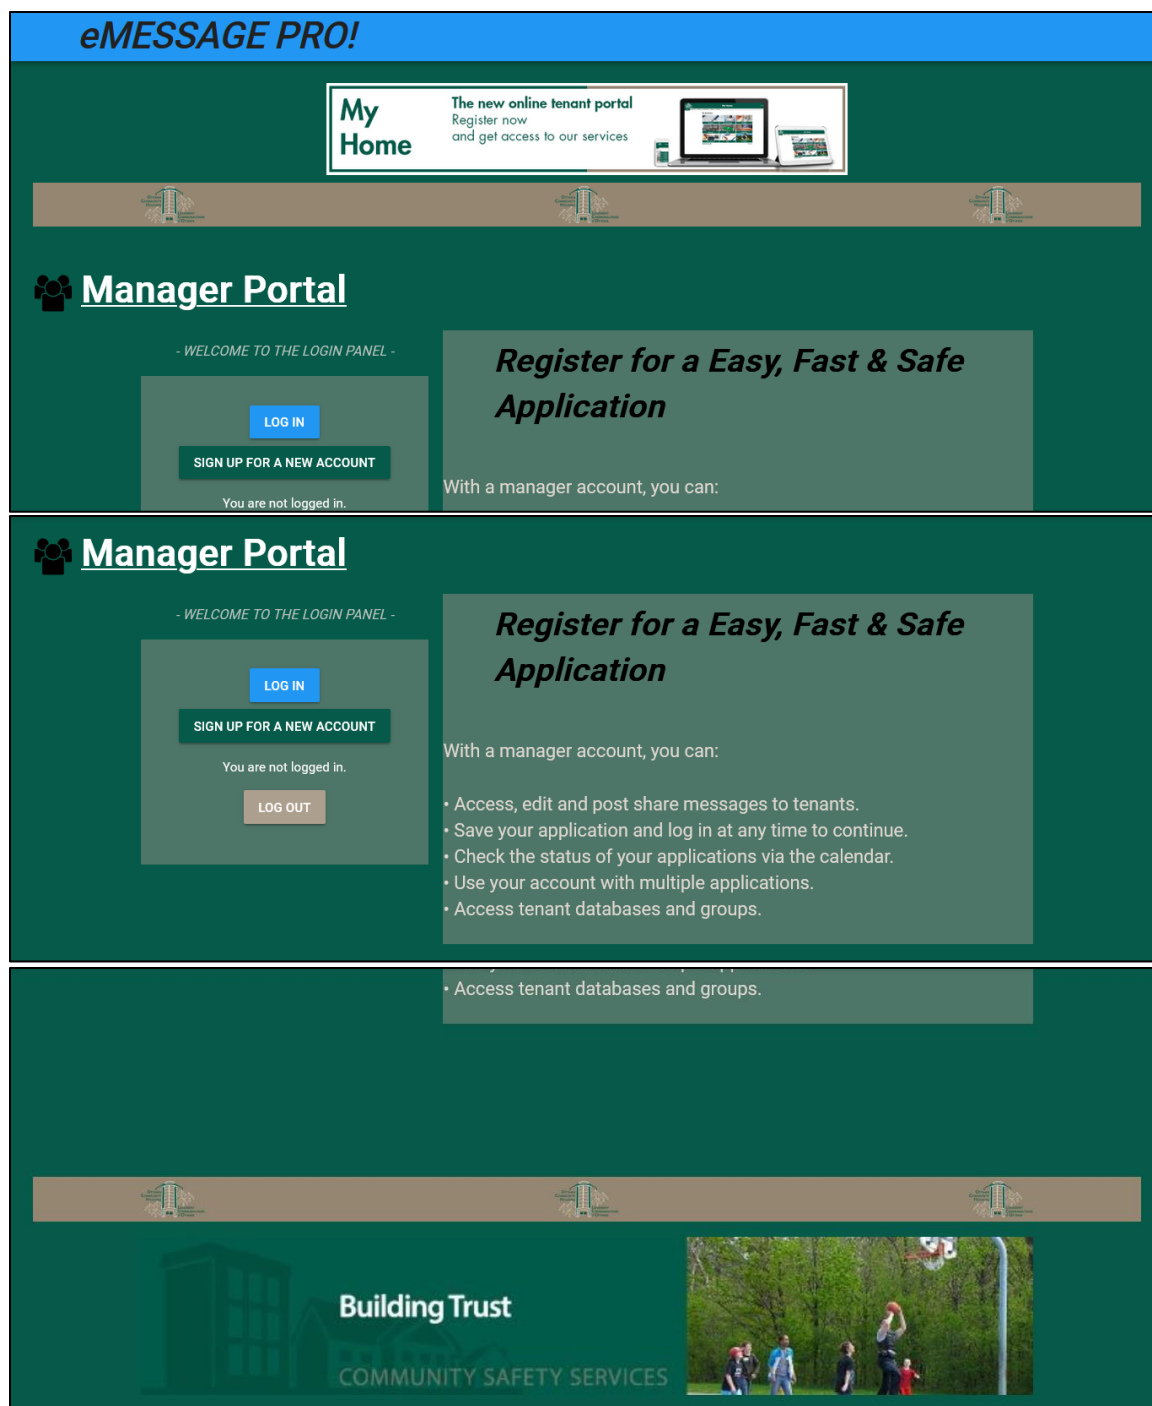 eMESSAGE PRO!
My
Home
The new online tenant portal
Register now
and get access to our services
Manager Portal
- WELCOME TO THE LOGIN PANEL -
LOG IN
SIGN UP FOR A NEW ACCOUNT
You are not logged in.
Register for a Easy, Fast & Safe
Application
With a manager account, you can:
Manager Portal
- WELCOME TO THE LOGIN PANEL -
LOG IN
SIGN UP FOR A NEW ACCOUNT
You are not logged in.
LOG OUT
Register for a Easy, Fast & Safe
Application
With a manager account, you can:
• Access, edit and post share messages to tenants.
• Save your application and log in at any time to continue.
• Check the status of your applications via the calendar.
• Use your account with multiple applications.
• Access tenant databases and groups.
• Access tenant databases and groups.
Building Trust
COMMUNITY SAFETY SERVICES